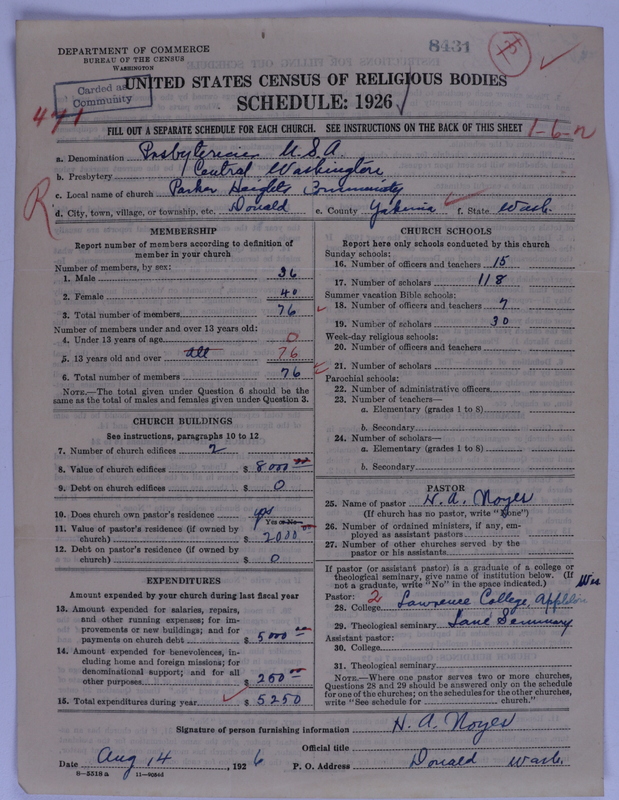 DEPARTMENT OF COMMERCE
BUREAU OF THE CENSUS
WASHINGTON
8431
Carded as
Community
UNITED STATES CENSUS OF RELIGIOUS BODIES
SCHEDULE: 1926
471
FILL OUT A SEPARATE SCHEDULE FOR EACH CHURCH. SEE INSTRUCTIONS ON THE BACK OF THIS SHEET
1-6-2
a. Denomination Presbyterian U.S.A.
b. Presbytery Central Washington
c. Local name of church Parker Heights Community
R
d. City, town, village, or township, etc. Donald e. County Yakima f. State Wash.
MEMBERSHIP
Report number of members according to definition of
member in your church
Number of members, by sex:
1. Male 36
2. Female 40
3. Total number of members 76
Number of members under and over 13 years old:
4. Under 13 years of age 0
5. 13 years old and over all 76
6. Total number of members 76
NOTE.—The total given under Question 6 should be the
same as the total of males and females given under Question 3.
CHURCH BUILDINGS
See instructions, paragraphs 10 to 12
7. Number of church edifices 2
8. Value of church edifices $ 8000 00
9. Debt on church edifices $ 0
10. Does church own pastor's residence yes
Yes or No
11. Value of pastor's residence (if owned by
church) $ 2000 00
12. Debt on pastor's residence (if owned by
church) $ 0
EXPENDITURES
Amount expended by your church during last fiscal year
13. Amount expended for salaries, repairs,
and other running expenses; for im-
provements or new buildings; and for
payments on church debt $ 5000 00
14. Amount expended for benevolences, in-
cluding home and foreign missions; for
denominational support; and for all
other purposes $ 250 00
15. Total expenditures during year $ 5250
CHURCH SCHOOLS
Report here only schools conducted by this church
Sunday schools:
16. Number of officers and teachers 15
17. Number of scholars 118
Summer vacation Bible schools:
18. Number of officers and teachers 7
19. Number of scholars 30
Week-day religious schools:
20. Number of officers and teachers
21. Number of scholars
Parochial schools:
22. Number of administrative officers
23. Number of teachers—
a. Elementary (grades 1 to 8)
b. Secondary
24. Number of scholars—
a. Elementary (grades 1 to 8)
b. Secondary
PASTOR
25. Name of pastor H. A. Noyes
(If church has no pastor, write "None")
26. Number of ordained ministers, if any, em-
ployed as assistant pastors
27. Number of other churches served by the
pastor or his assistants
If pastor (or assistant pastor) is a graduate of a college or
theological seminary, give name of institution below. (If
not a graduate, write "No" in the space indicated.) Wis
Pastor: 2
28. College Lawrence College, Appleton
29. Theological seminary Lane Seminary
Assistant pastor:
30. College
31. Theological seminary
NOTE.—Where one pastor serves two or more churches,
Questions 28 and 29 should be answered only on the schedule
for one of the churches; on the schedules for the other churches,
write "See schedule for church."
Signature of person furnishing information H. A. Noyes
Official title
Date Aug 14, 1926 P. O. Address Donald Wash.
8-5518 a